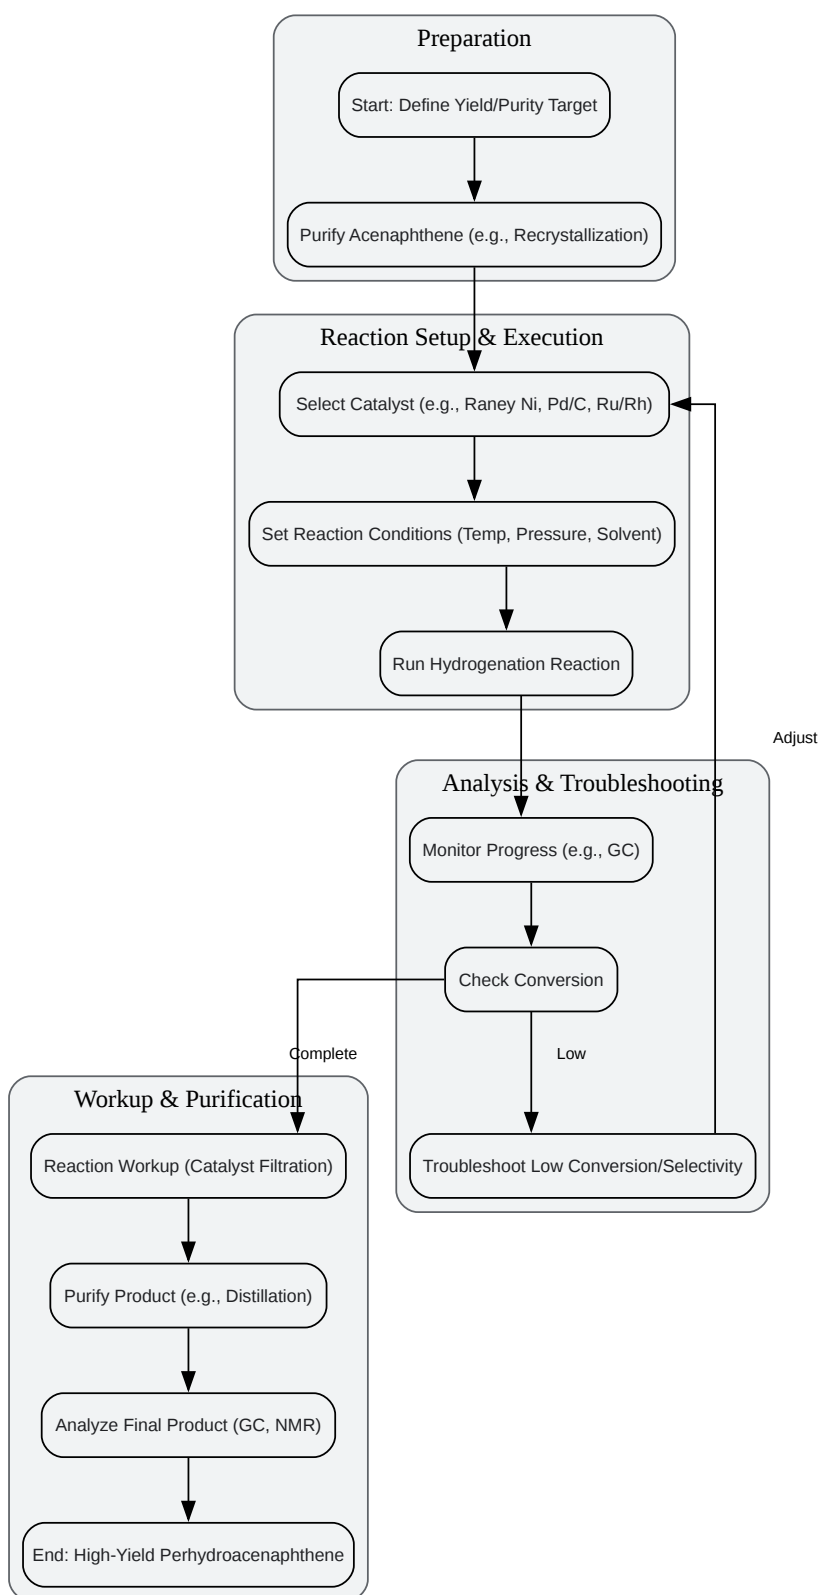 Preparation
Start: Define Yield/Purity Target
Purify Acenaphthene (e.g., Recrystallization)
Reaction Setup & Execution
Select Catalyst (e.g., Raney Ni, Pd/C, Ru/Rh)
Set Reaction Conditions (Temp, Pressure, Solvent)
Run Hydrogenation Reaction
Adjust
Analysis & Troubleshooting
Monitor Progress (e.g., GC)
Check Conversion
Complete
Low
Workup & Purification
Reaction Workup (Catalyst Filtration)
Troubleshoot Low Conversion/Selectivity
Purify Product (e.g., Distillation)
Analyze Final Product (GC, NMR)
End: High-Yield Perhydroacenaphthene